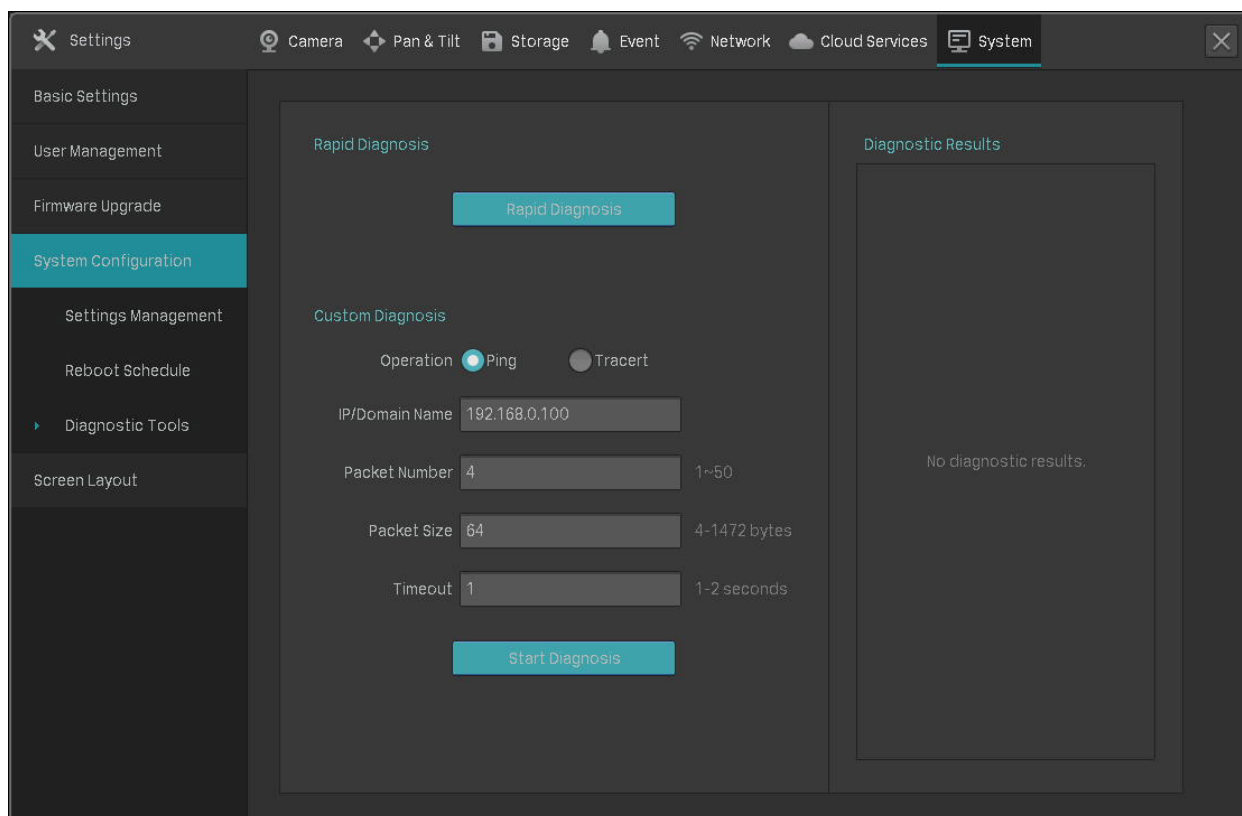 Settings
Camera Pan & Tilt Storage Event Network Cloud Services System
Basic Settings
User Management
Firmware Upgrade
System Configuration
Settings Management
Reboot Schedule
Diagnostic Tools
Screen Layout
Rapid Diagnosis
Rapid Diagnosis
Custom Diagnosis
Operation Ping Tracert
IP/Domain Name 192.168.0.100
Packet Number 4 1~50
Packet Size 64 4-1472 bytes
Timeout 1 1-2 seconds
Start Diagnosis
Diagnostic Results
No diagnostic results.